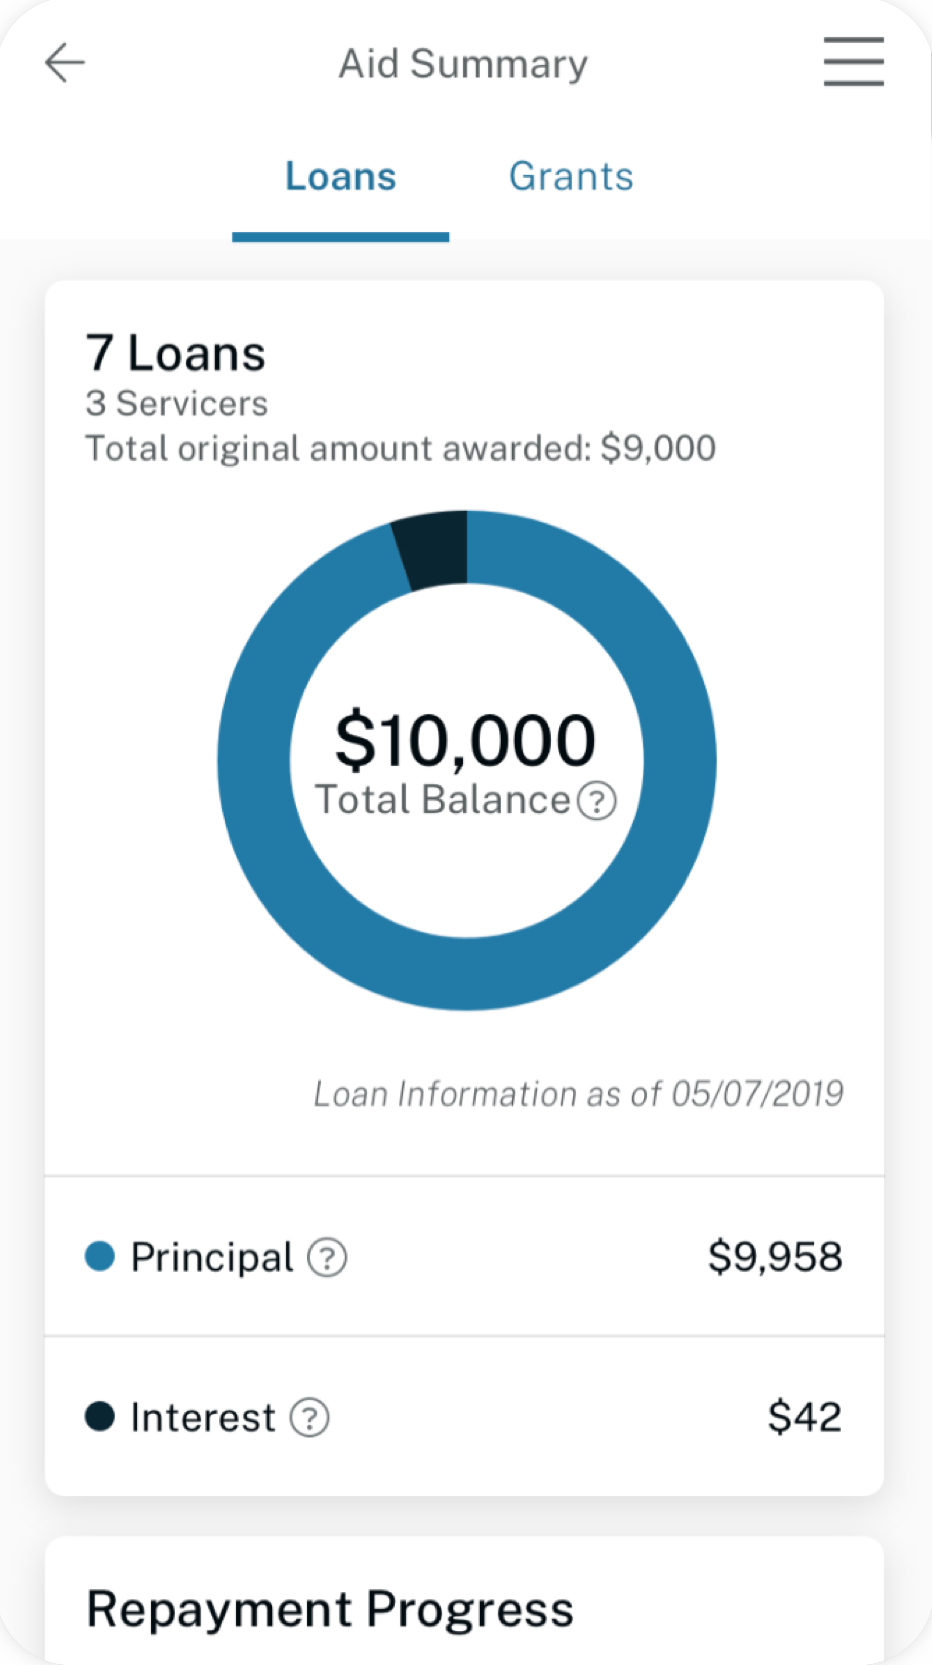 Aid Summary
Loans Grants
7 Loans
3 Servicers
Total original amount awarded: $9,000
$10,000
Total Balance ?
Loan Information as of 05/07/2019
Principal ? $9,958
Interest ? $42
Repayment Progress